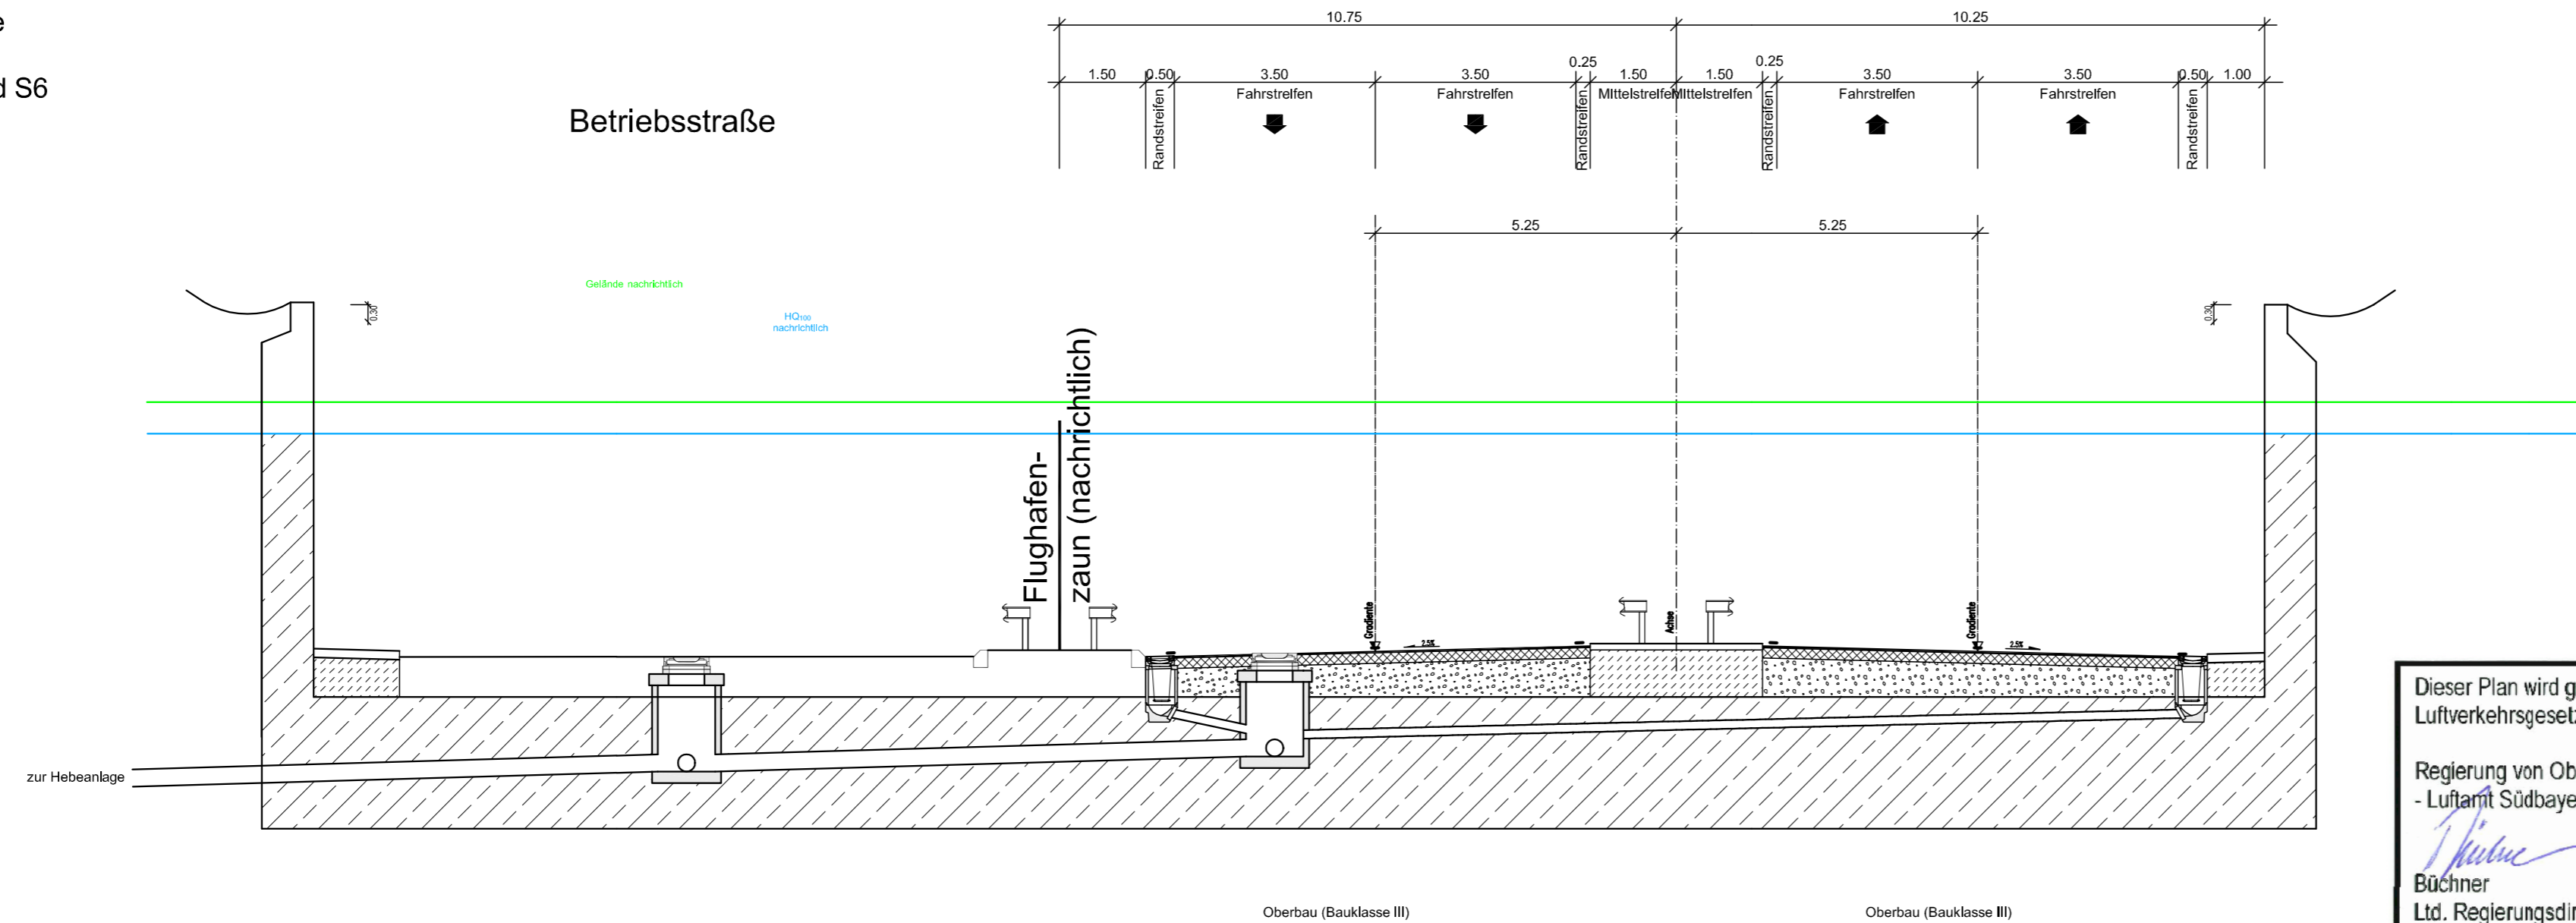 e
d S6
Betriebsstraße
10.75
10.25
1.50
0.50
3.50
3.50
0.25
1.50
1.50
0.25
3.50
3.50
0.50
1.00
Randstreifen
Fahrstreifen
Fahrstreifen
Randstreifen
Mittelstreifen
Mittelstreifen
Randstreifen
Fahrstreifen
Fahrstreifen
Randstreifen
5.25
5.25
Gelände nachrichtlich
HQ100
nachrichtlich
0.30
0.30
Flughafen-
zaun (nachrichtlich)
Gradiente
2.5%
Achse
Gradiente
2.5%
zur Hebeanlage
Dieser Plan wird g
Luftverkehrsgeset
Regierung von Ob
- Luftamt Südbaye
Büchner
Ltd. Regierungsdir
Oberbau (Bauklasse III)
Oberbau (Bauklasse III)